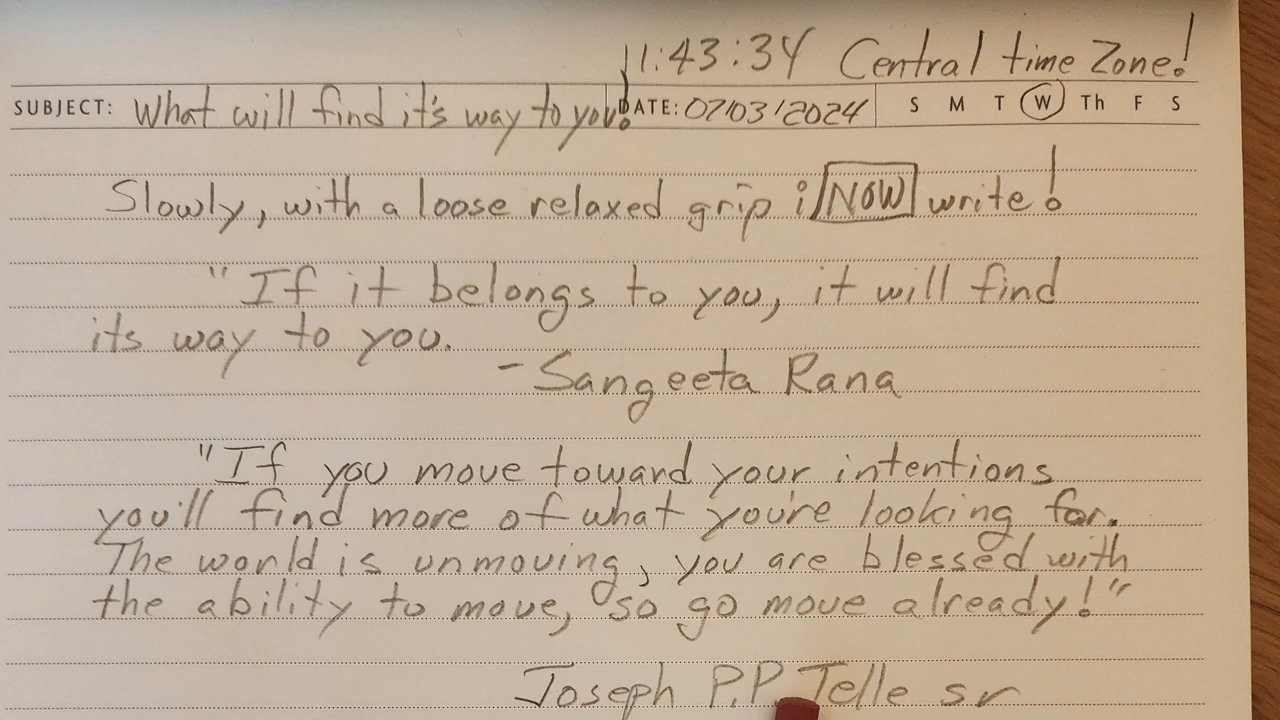 11:43:34 Central time Zone!
SUBJECT: What will find it's way to you! DATE: 07/03/2024 S M T W Th F S
Slowly, with a loose relaxed grip i NOW write!
"If it belongs to you, it will find
its way to you.
- Sangeeta Rana
"If you move toward your intentions
you'll find more of what you're looking for.
The world is unmoving, you are blessed with
the ability to move, so go move already!"
Joseph P.P. Telle sr